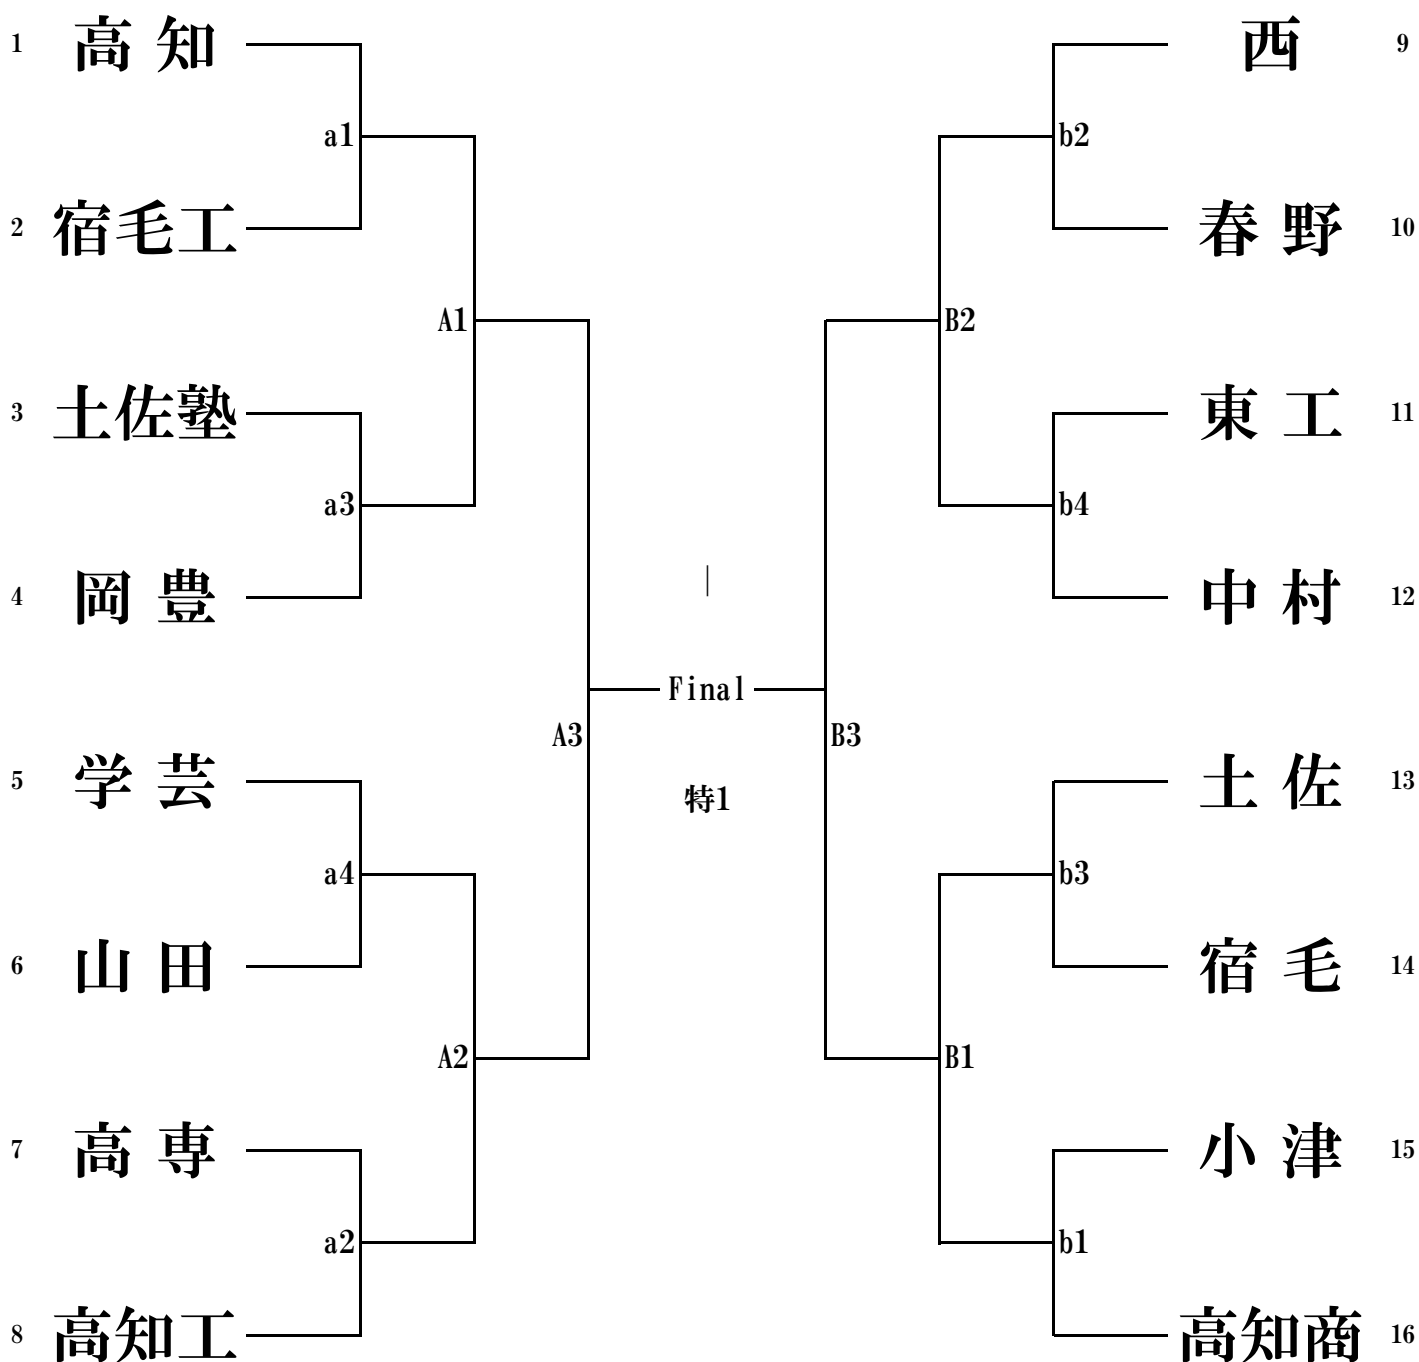 1 高 知
a1
2 宿毛工
A1
3 土佐塾
a3
4 岡 豊
A3
5 学 芸
a4
6 山 田
A2
7 高 専
a2
8 高知工
｜
Final
特1
西 9
b2
春 野 10
B2
東 工 11
b4
中 村 12
B3
土 佐 13
b3
宿 毛 14
B1
小 津 15
b1
高知商 16